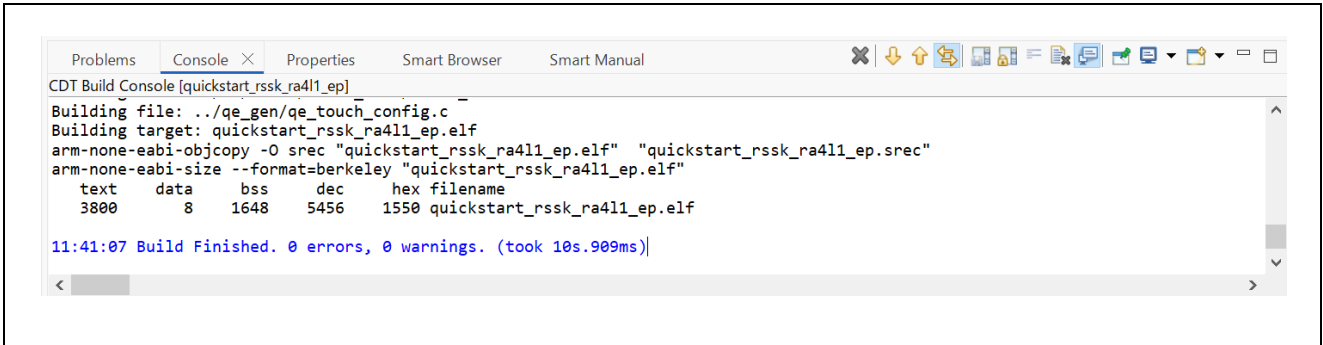 Problems Console Properties Smart Browser Smart Manual
CDT Build Console [quickstart_rssk_ra4l1_ep]
Building file: ../qe_gen/qe_touch_config.c
Building target: quickstart_rssk_ra4l1_ep.elf
arm-none-eabi-objcopy -O srec "quickstart_rssk_ra4l1_ep.elf"  "quickstart_rssk_ra4l1_ep.srec"
arm-none-eabi-size --format=berkeley "quickstart_rssk_ra4l1_ep.elf"
   text    data     bss     dec     hex filename
   3800       8    1648    5456    1550 quickstart_rssk_ra4l1_ep.elf
11:41:07 Build Finished. 0 errors, 0 warnings. (took 10s.909ms)